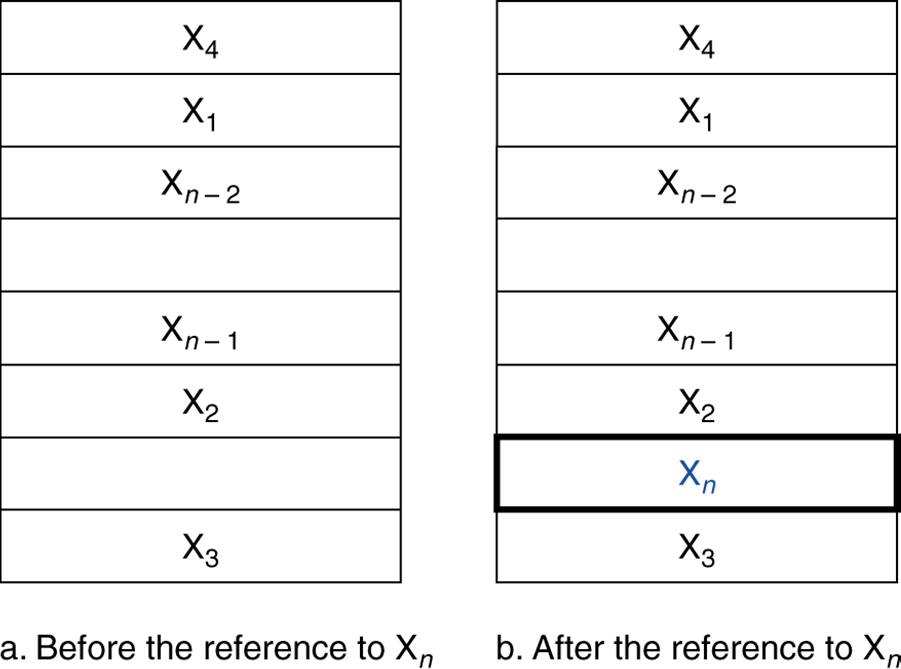 X4 X4
X1 X1
Xn – 2 Xn – 2
Xn – 1 Xn – 1
X2 X2
Xn
X3 X3
a. Before the reference to Xn b. After the reference to Xn